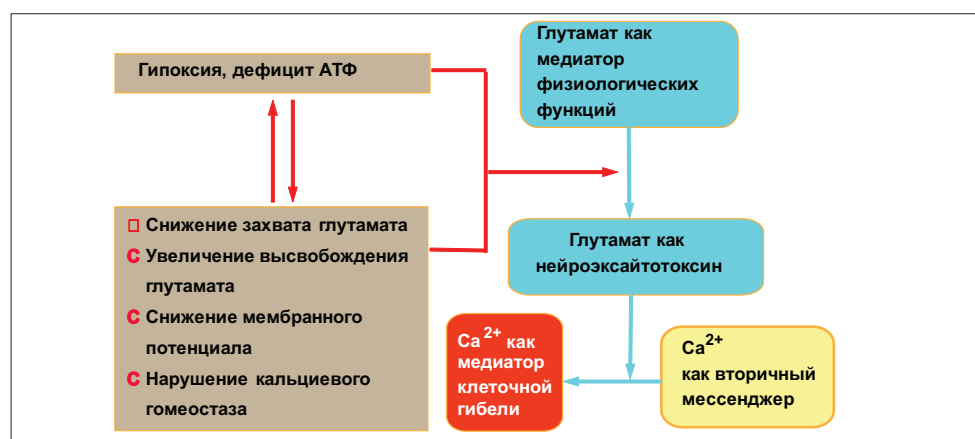 Гипоксия, дефицит АТФ
Глутамат как
медиатор
физиологических
функций
Снижение захвата глутамата
Увеличение высвобождения
глутамата
Снижение мембранного
потенциала
Нарушение кальциевого
гомеостаза
Глутамат как
нейроэксайтотоксин
Ca²⁺ как
медиатор
клеточной
гибели
Ca²⁺
как вторичный
мессенджер